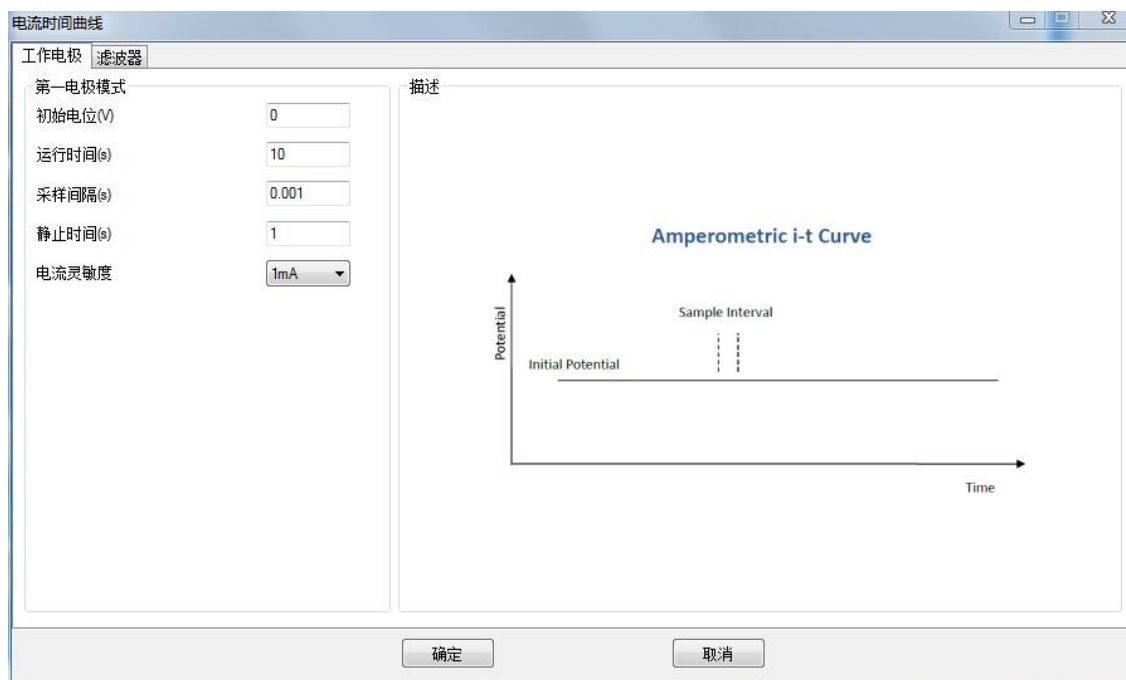 电流时间曲线
工作电极 滤波器
第一电极模式
初始电位(V) 0
运行时间(s) 10
采样间隔(s) 0.001
静止时间(s) 1
电流灵敏度 1mA
描述
Amperometric i-t Curve
Potential
Sample Interval
Initial Potential
Time
确定 取消